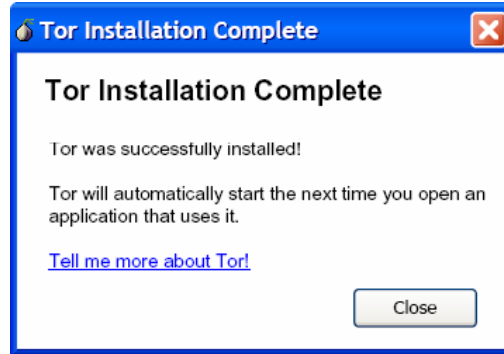 Tor Installation Complete
Tor Installation Complete
Tor was successfully installed!
Tor will automatically start the next time you open an
application that uses it.
Tell me more about Tor!
Close